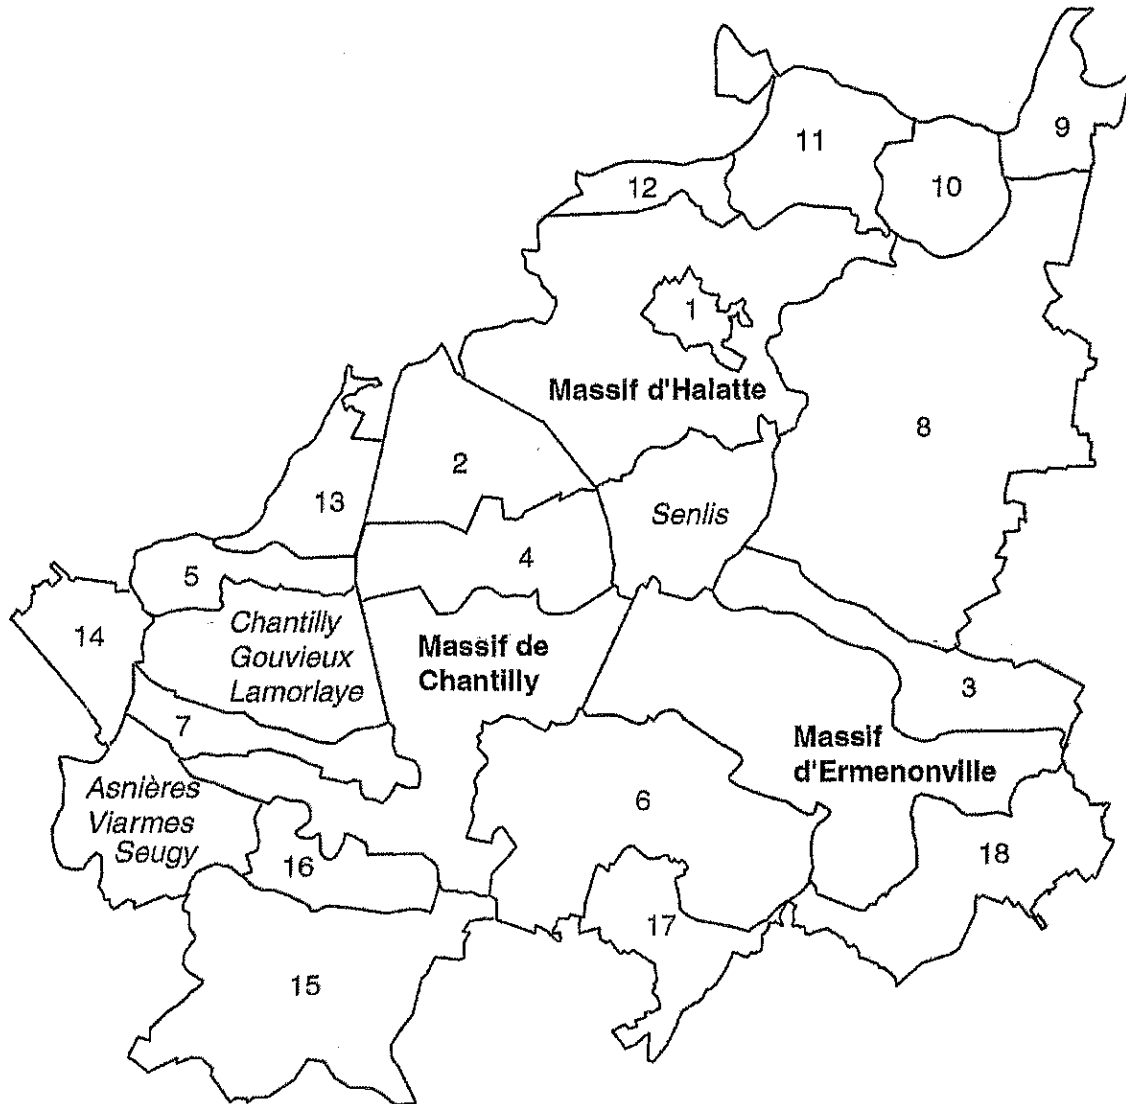 9
11
10
12
1
Massif d'Halatte
8
2
13
Senlis
4
5
14
Chantilly
Gouvieux
Lamorlaye
Massif de
Chantilly
3
7
Massif
d'Ermenonville
Asnières
Viarmes
Seugy
6
16
18
17
15